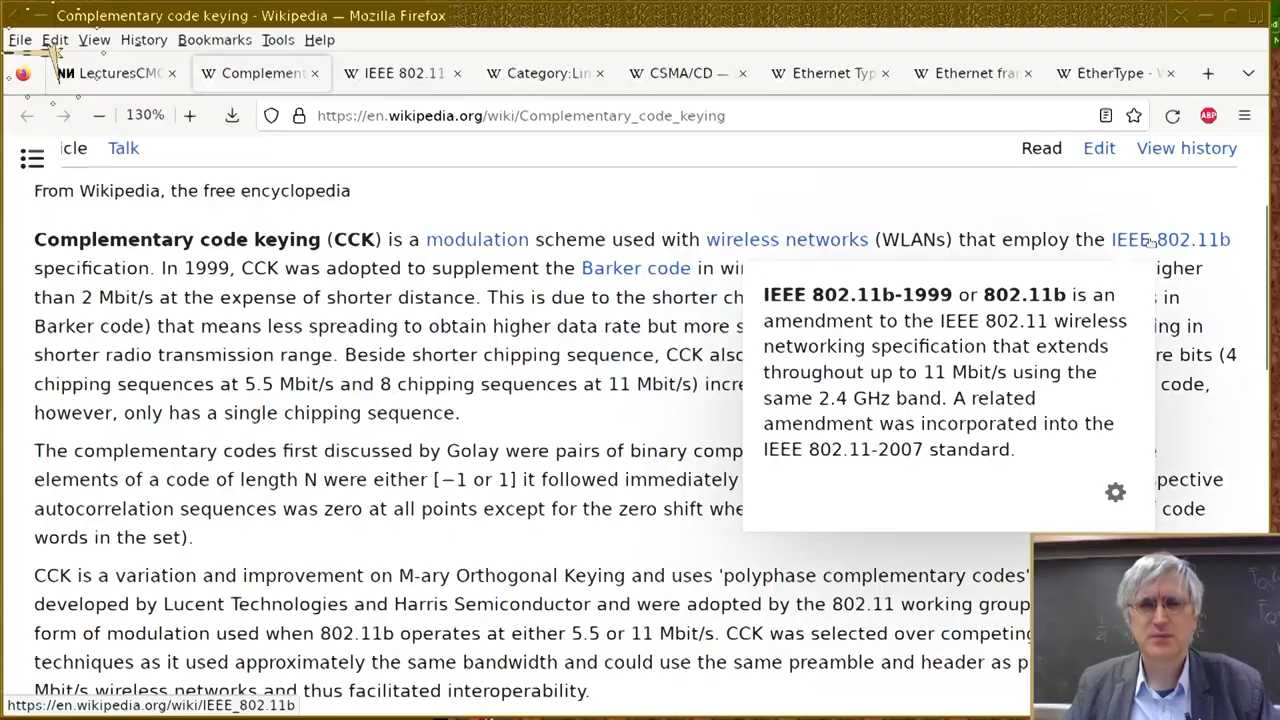 Complementary code keying - Wikipedia — Mozilla Firefox
File Edit View History Bookmarks Tools Help
LecturesCMC Complement IEEE 802.11 Category:Lin CSMA/CD — Ethernet Typ Ethernet fra EtherType - W
130% https://en.wikipedia.org/wiki/Complementary_code_keying ABP
icle Talk Read Edit View history
From Wikipedia, the free encyclopedia
Complementary code keying (CCK) is a modulation scheme used with wireless networks (WLANs) that employ the IEEE 802.11b
specification. In 1999, CCK was adopted to supplement the Barker code in wi igher
than 2 Mbit/s at the expense of shorter distance. This is due to the shorter ch s in
Barker code) that means less spreading to obtain higher data rate but more s ing in
shorter radio transmission range. Beside shorter chipping sequence, CCK also re bits (4
chipping sequences at 5.5 Mbit/s and 8 chipping sequences at 11 Mbit/s) incre code,
however, only has a single chipping sequence.
IEEE 802.11b-1999 or 802.11b is an
amendment to the IEEE 802.11 wireless
networking specification that extends
throughout up to 11 Mbit/s using the
same 2.4 GHz band. A related
amendment was incorporated into the
IEEE 802.11-2007 standard.
The complementary codes first discussed by Golay were pairs of binary comp
elements of a code of length N were either [−1 or 1] it followed immediately spective
autocorrelation sequences was zero at all points except for the zero shift whe code
words in the set).
CCK is a variation and improvement on M-ary Orthogonal Keying and uses 'polyphase complementary codes'
developed by Lucent Technologies and Harris Semiconductor and were adopted by the 802.11 working group
form of modulation used when 802.11b operates at either 5.5 or 11 Mbit/s. CCK was selected over competing
techniques as it used approximately the same bandwidth and could use the same preamble and header as p
Mbit/s wireless networks and thus facilitated interoperability.
https://en.wikipedia.org/wiki/IEEE_802.11b